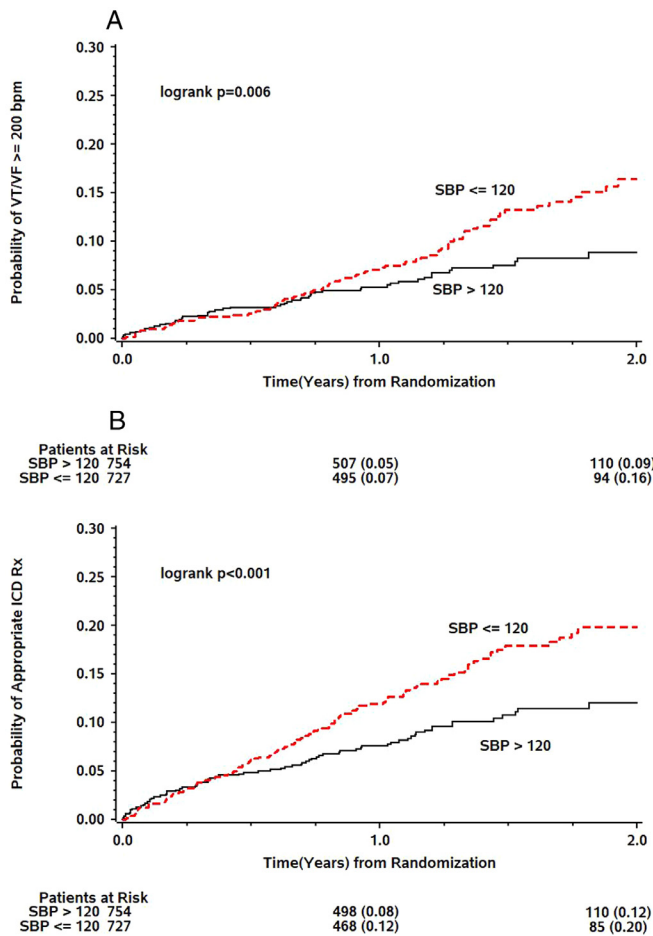 A
0.30
0.25
0.20
0.15
0.10
0.05
0.00
Probability of VT/VF >= 200 bpm
logrank p=0.006
SBP <= 120
SBP > 120
0.0 1.0 2.0
Time(Years) from Randomization
B
Patients at Risk
SBP > 120 754 507 (0.05) 110 (0.09)
SBP <= 120 727 495 (0.07) 94 (0.16)
0.30
0.25
0.20
0.15
0.10
0.05
0.00
Probability of Appropriate ICD Rx
logrank p<0.001
SBP <= 120
SBP > 120
0.0 1.0 2.0
Time(Years) from Randomization
Patients at Risk
SBP > 120 754 498 (0.08) 110 (0.12)
SBP <= 120 727 468 (0.12) 85 (0.20)